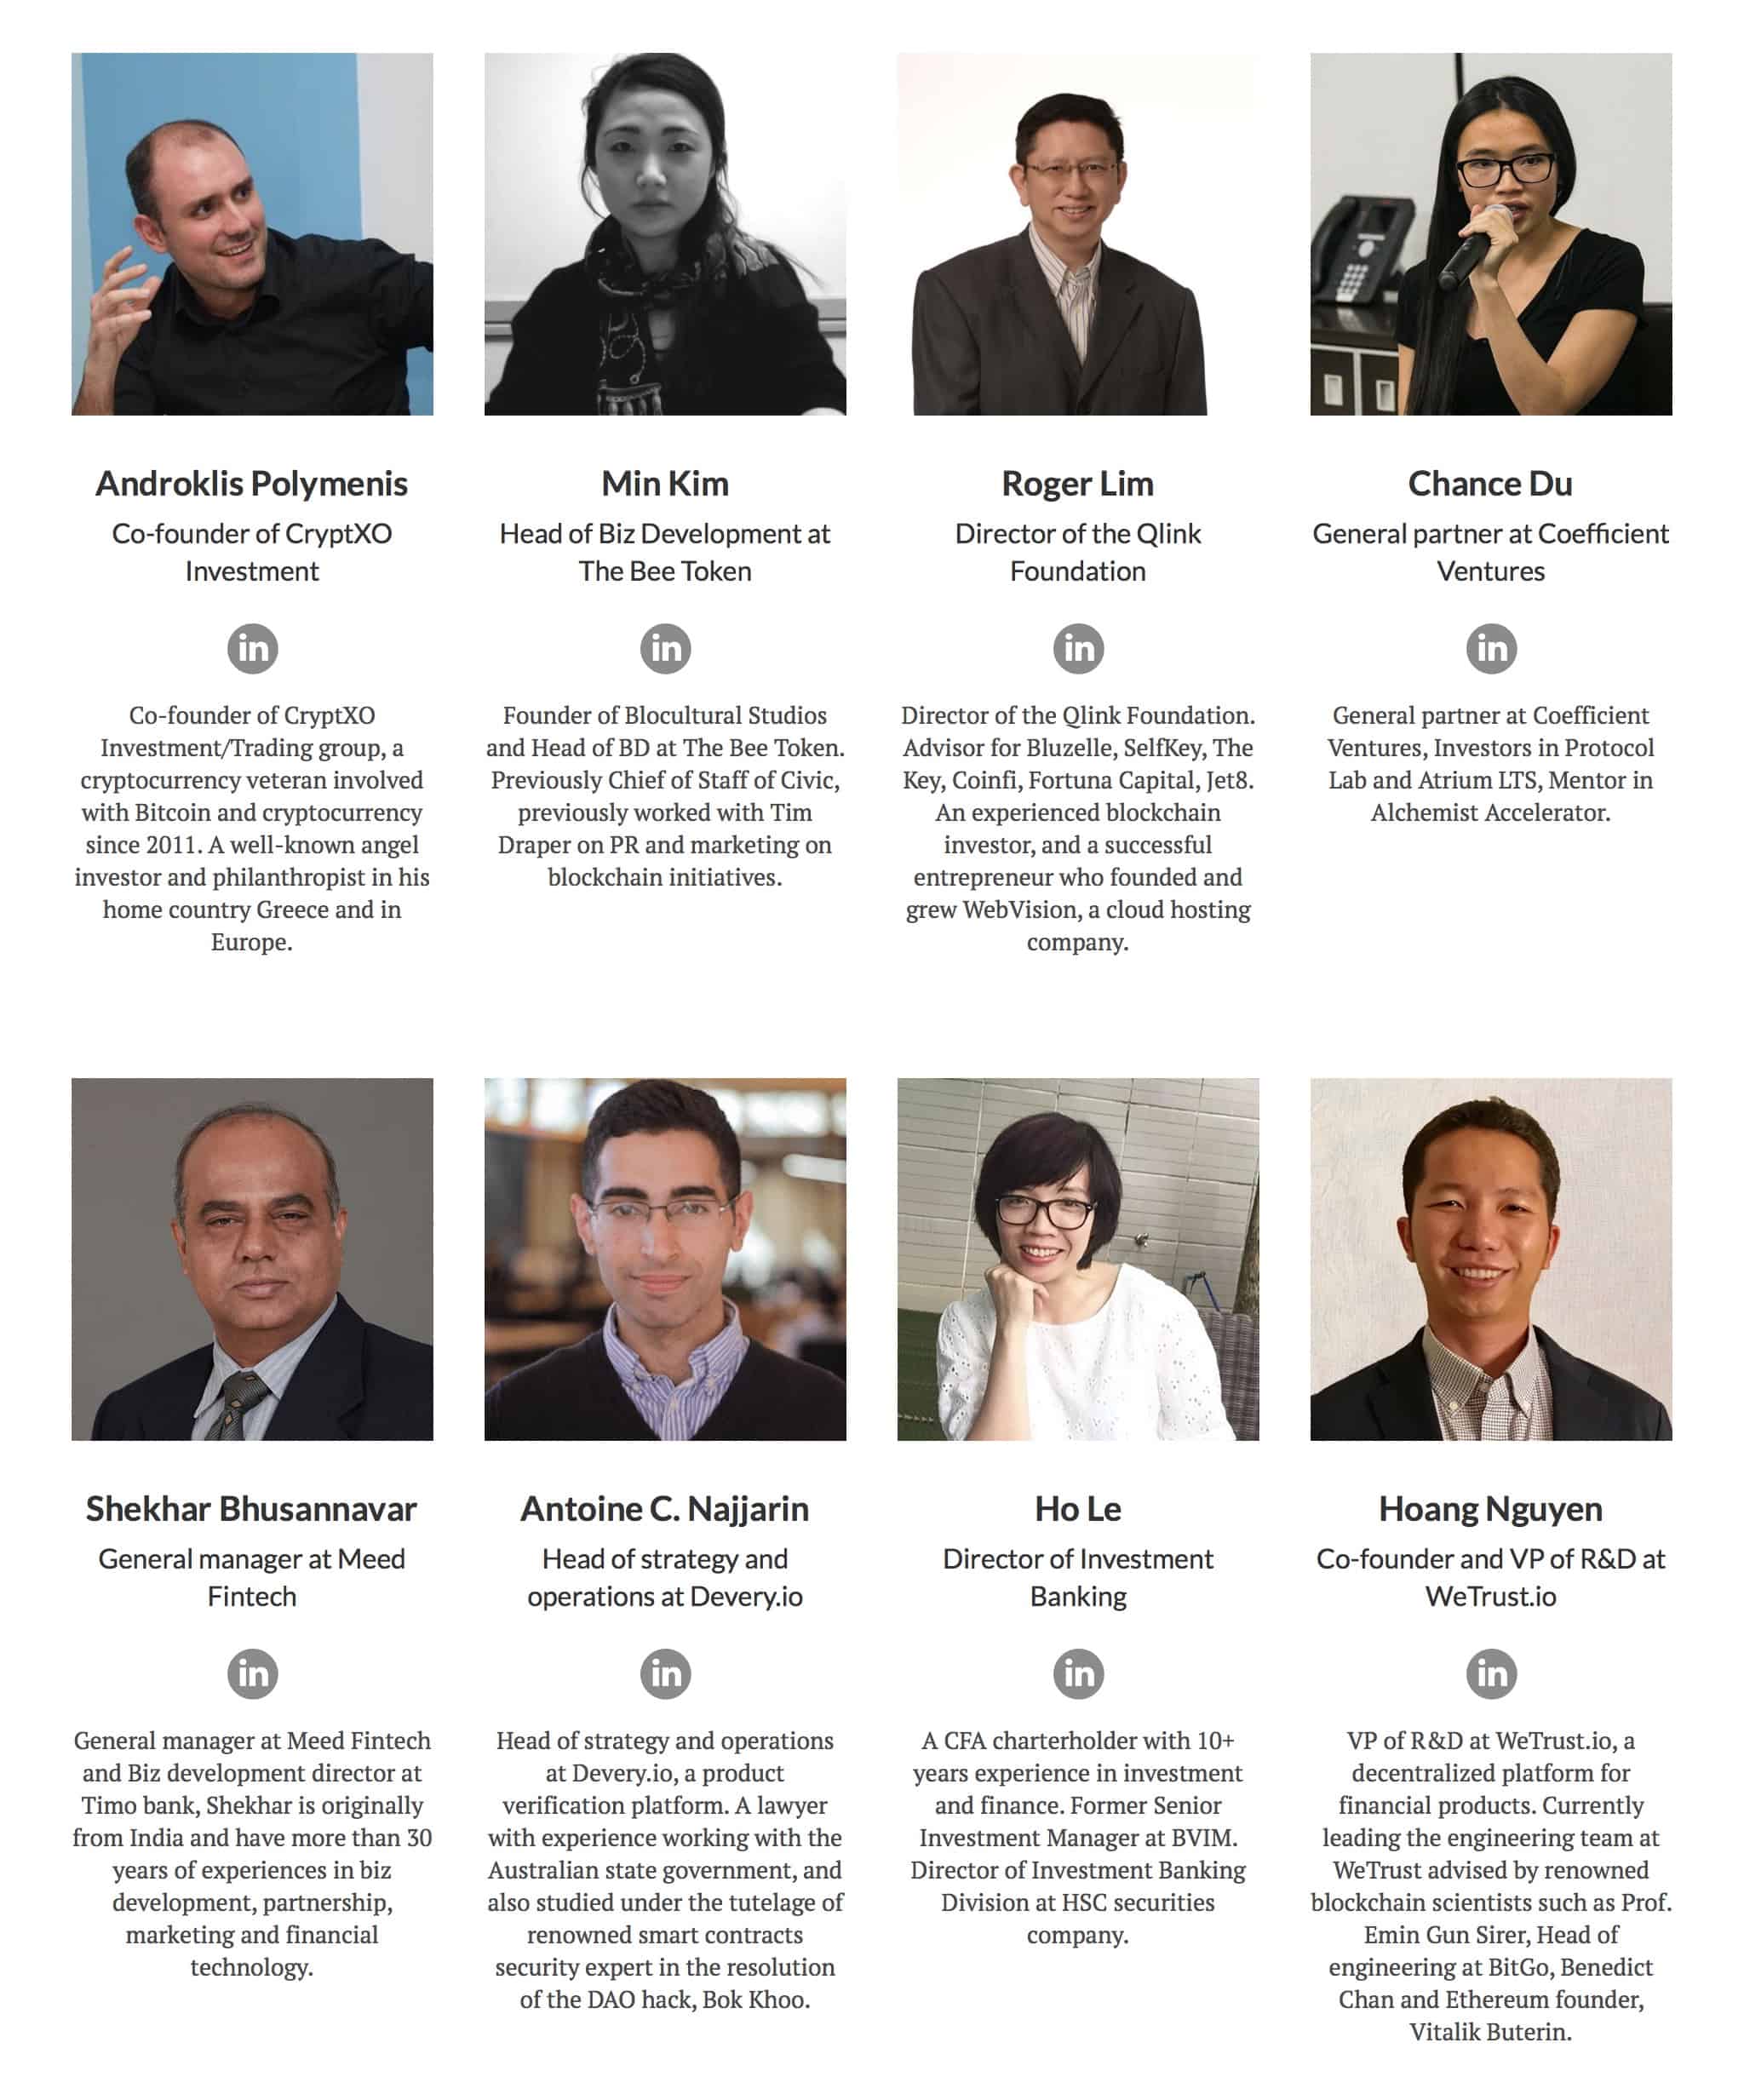 Androklis Polymenis
Co-founder of CryptXO
Investment
in
Co-founder of CryptXO
Investment/Trading group, a
cryptocurrency veteran involved
with Bitcoin and cryptocurrency
since 2011. A well-known angel
investor and philanthropist in his
home country Greece and in
Europe.
Min Kim
Head of Biz Development at
The Bee Token
in
Founder of Blocultural Studios
and Head of BD at The Bee Token.
Previously Chief of Staff of Civic,
previously worked with Tim
Draper on PR and marketing on
blockchain initiatives.
Roger Lim
Director of the Qlink
Foundation
in
Director of the Qlink Foundation.
Advisor for Bluzelle, SelfKey, The
Key, Coinfi, Fortuna Capital, Jet8.
An experienced blockchain
investor, and a successful
entrepreneur who founded and
grew WebVision, a cloud hosting
company.
Chance Du
General partner at Coefficient
Ventures
in
General partner at Coefficient
Ventures, Investors in Protocol
Lab and Atrium LTS, Mentor in
Alchemist Accelerator.
Shekhar Bhusannavar
General manager at Meed
Fintech
in
General manager at Meed Fintech
and Biz development director at
Timo bank, Shekhar is originally
from India and have more than 30
years of experiences in biz
development, partnership,
marketing and financial
technology.
Antoine C. Najjarin
Head of strategy and
operations at Devery.io
in
Head of strategy and operations
at Devery.io, a product
verification platform. A lawyer
with experience working with the
Australian state government, and
also studied under the tutelage of
renowned smart contracts
security expert in the resolution
of the DAO hack, Bok Khoo.
Ho Le
Director of Investment
Banking
in
A CFA charterholder with 10+
years experience in investment
and finance. Former Senior
Investment Manager at BVIM.
Director of Investment Banking
Division at HSC securities
company.
Hoang Nguyen
Co-founder and VP of R&D at
WeTrust.io
in
VP of R&D at WeTrust.io, a
decentralized platform for
financial products. Currently
leading the engineering team at
WeTrust advised by renowned
blockchain scientists such as Prof.
Emin Gun Sirer, Head of
engineering at BitGo, Benedict
Chan and Ethereum founder,
Vitalik Buterin.